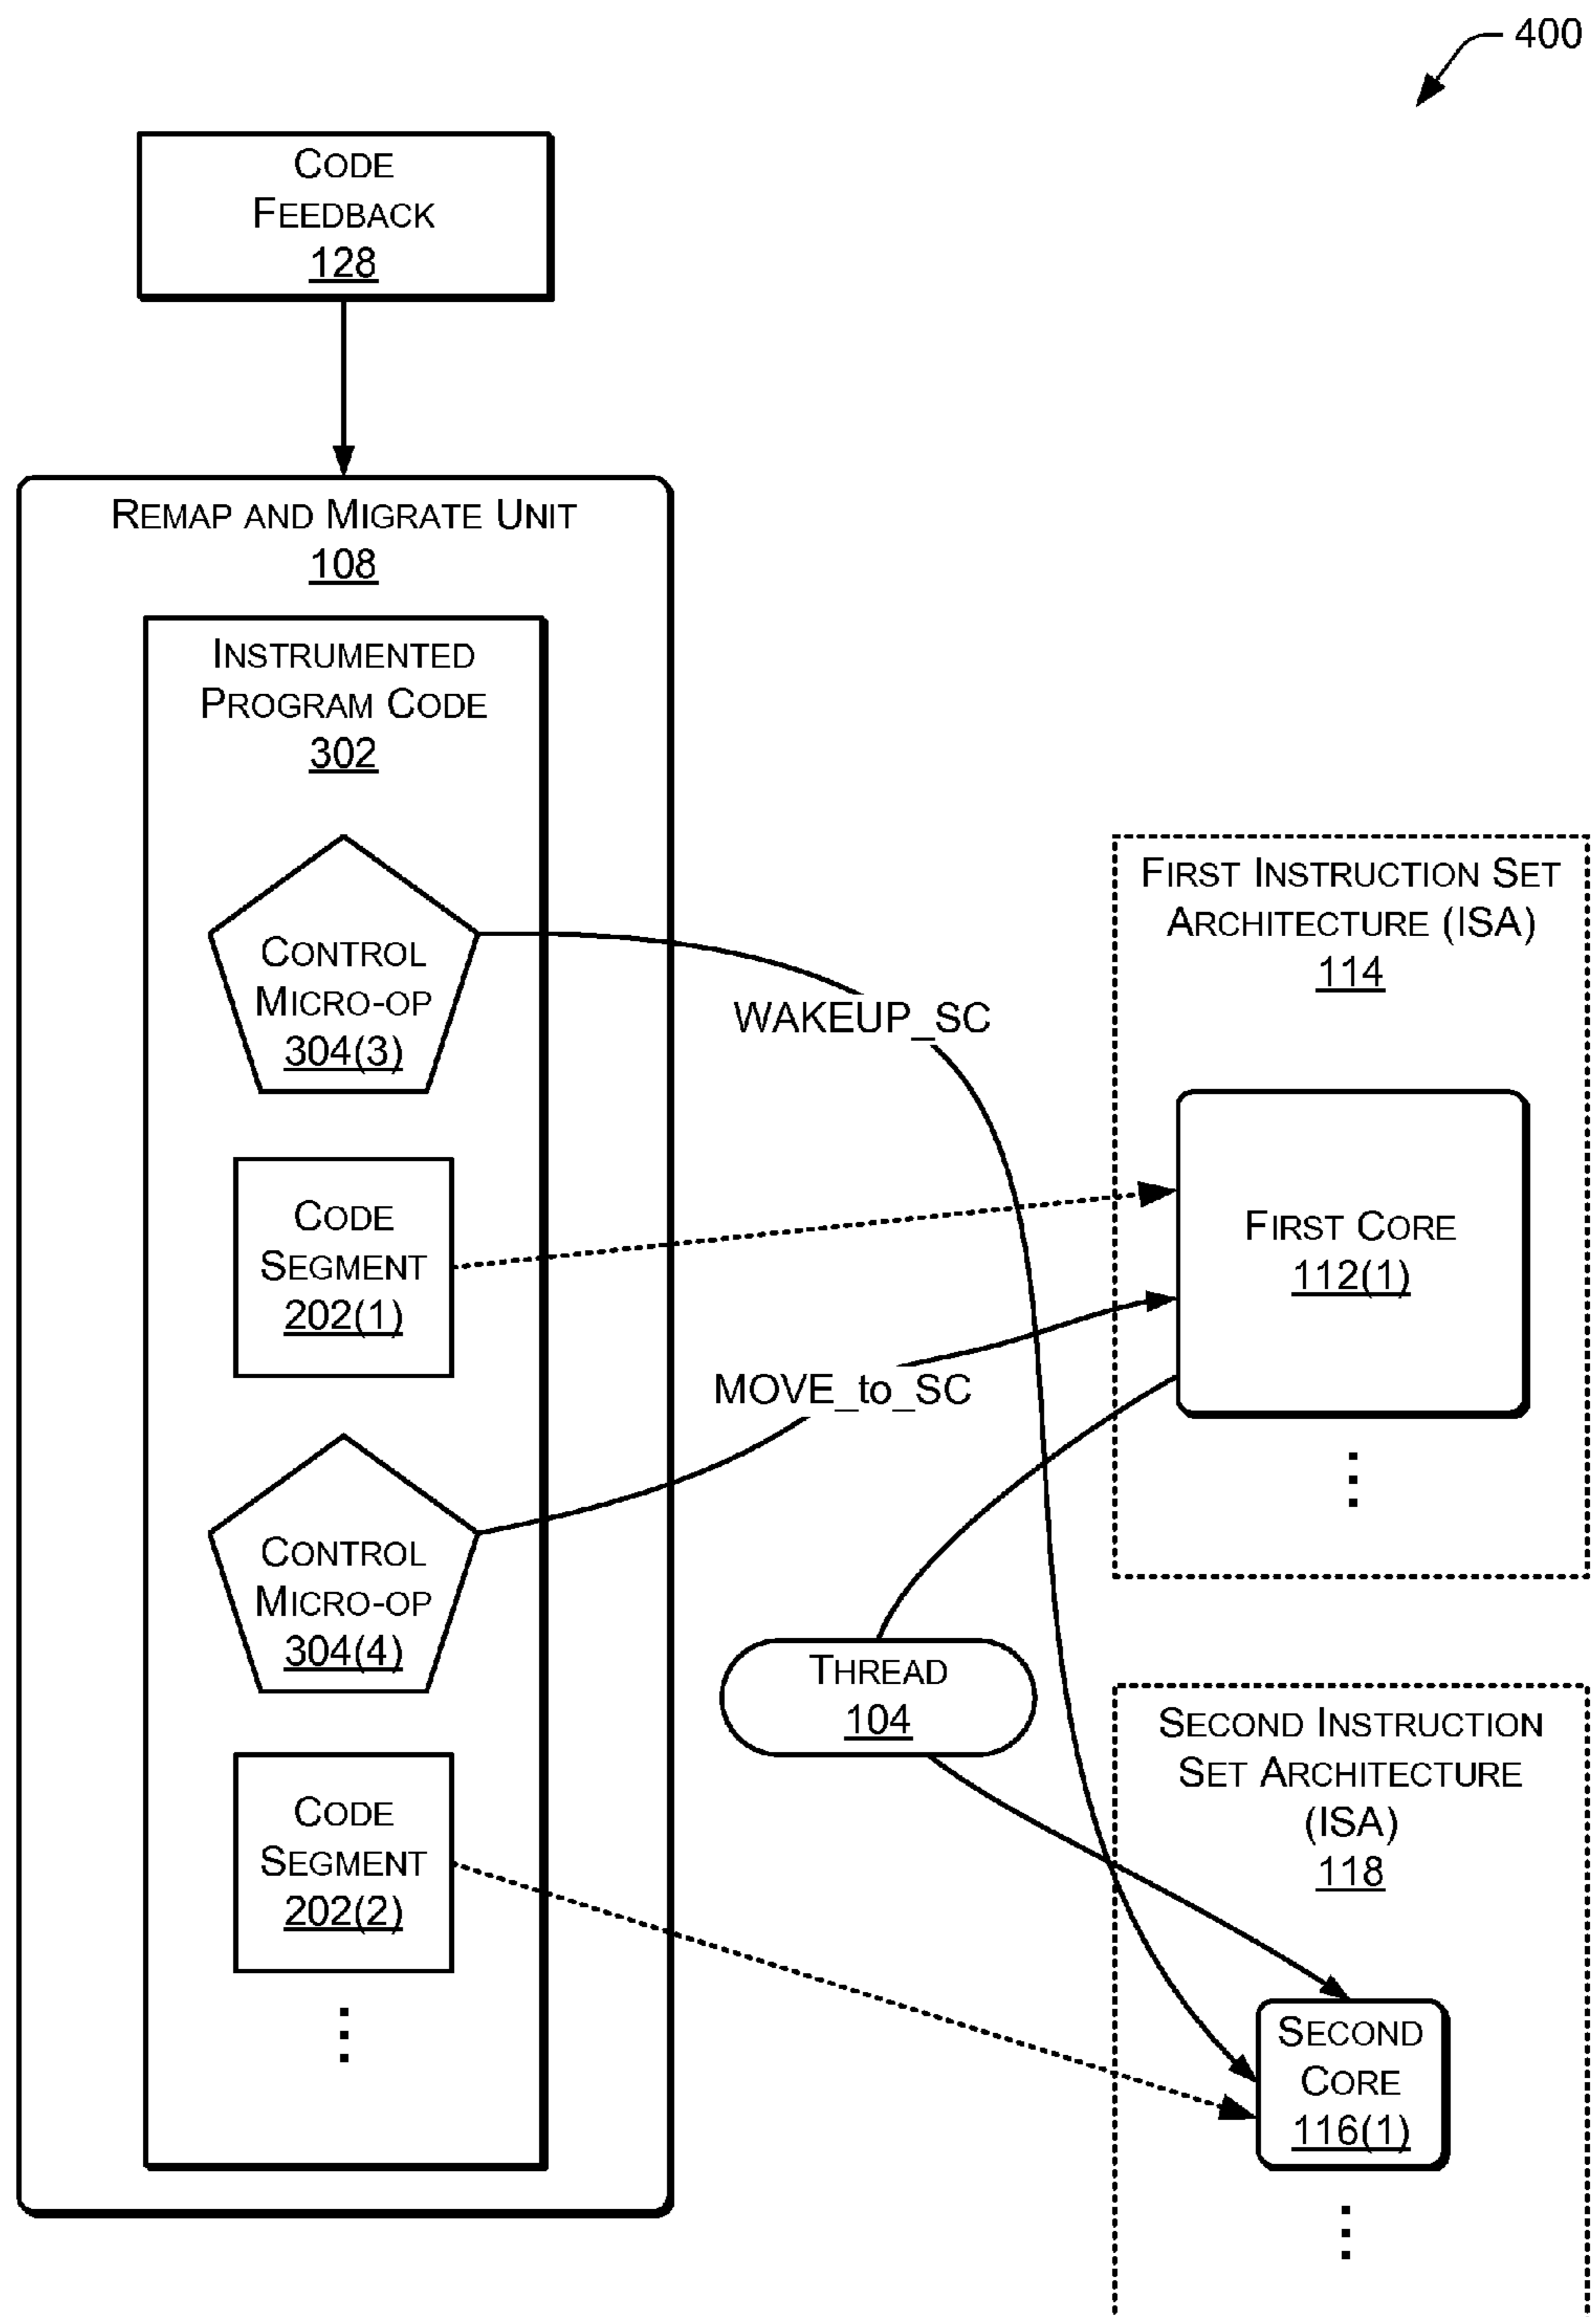 400
CODE
FEEDBACK
128
REMAP AND MIGRATE UNIT
108
INSTRUMENTED
PROGRAM CODE
302
CONTROL
MICRO-OP
304(3)
WAKEUP_SC
CODE
SEGMENT
202(1)
MOVE_to_SC
CONTROL
MICRO-OP
304(4)
CODE
SEGMENT
202(2)
THREAD
104
FIRST INSTRUCTION SET
ARCHITECTURE (ISA)
114
FIRST CORE
112(1)
SECOND INSTRUCTION
SET ARCHITECTURE
(ISA)
118
SECOND
CORE
116(1)